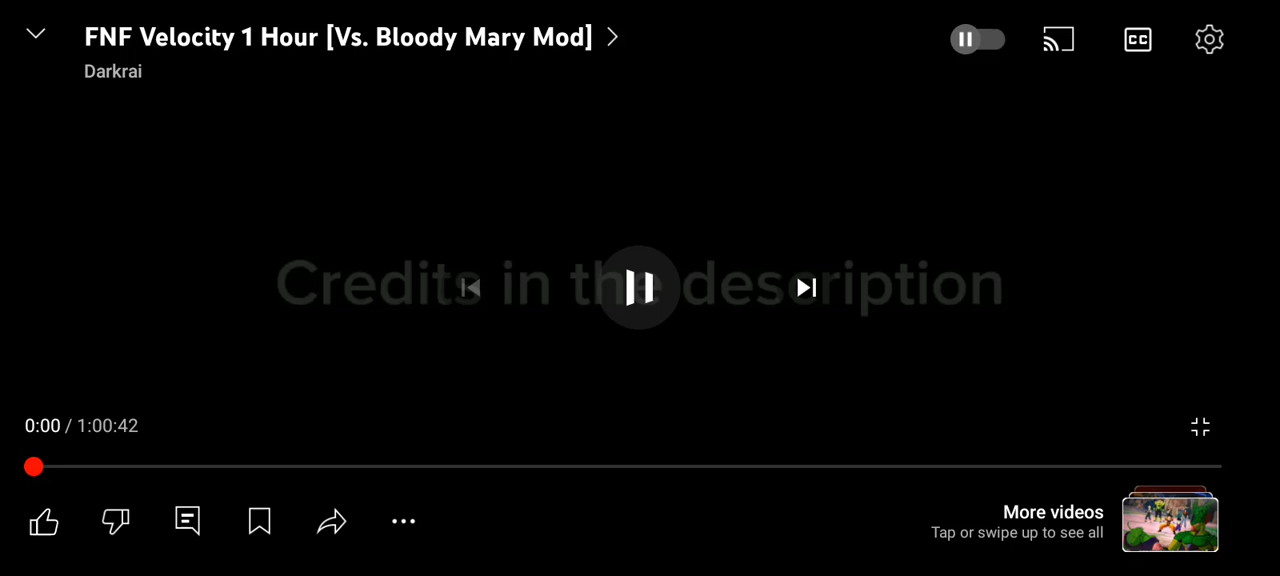 FNF Velocity 1 Hour [Vs. Bloody Mary Mod]
Darkrai
CC
Credits in the description
0:00 / 1:00:42
More videos
Tap or swipe up to see all